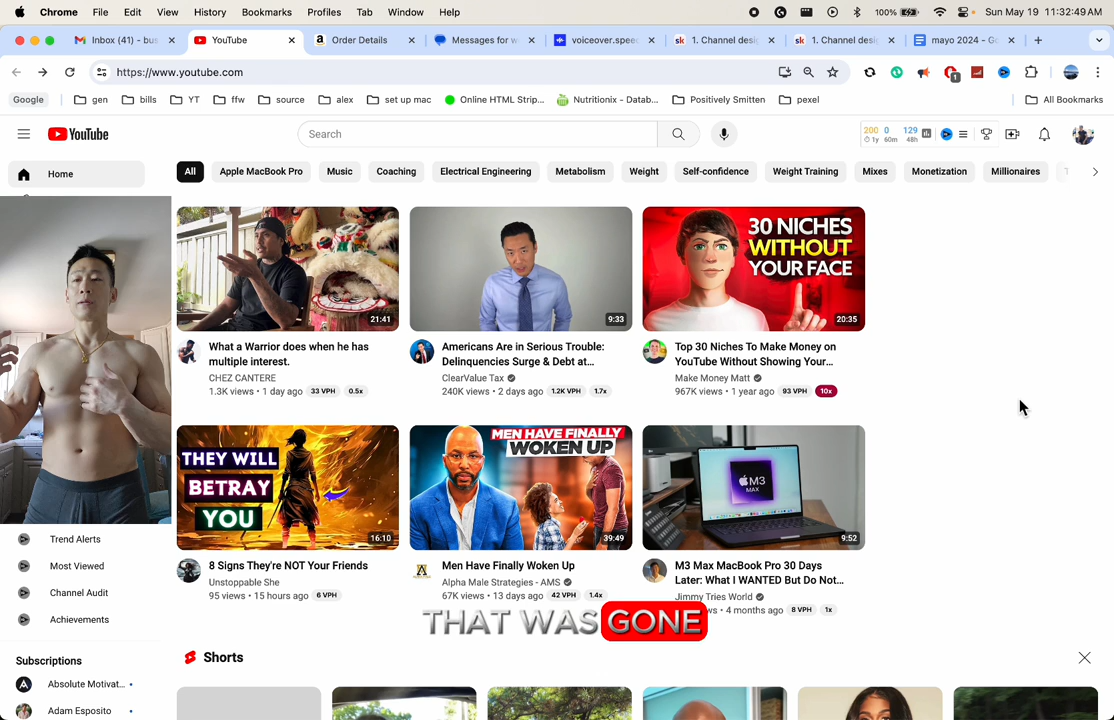 Chrome File Edit View History Bookmarks Profiles Tab Window Help
100% Sun May 19 11:32:49 AM
Inbox (41) - bus
YouTube
Order Details
Messages for w
voiceover.spee
1. Channel desi
1. Channel desi
mayo 2024 - Go
https://www.youtube.com
1
Google gen bills YT ffw source alex set up mac Online HTML Strip... Nutritionix - Datab... Positively Smitten pexel All Bookmarks
YouTube
Search
200 0 129
1y 60m 48h
Home
All Apple MacBook Pro Music Coaching Electrical Engineering Metabolism Weight Self-confidence Weight Training Mixes Monetization Millionaires
21:41
What a Warrior does when he has
multiple interest.
CHEZ CANTERE
1.3K views • 1 day ago 33 VPH 0.5x
9:33
Americans Are in Serious Trouble:
Delinquencies Surge & Debt at...
ClearValue Tax
240K views • 2 days ago 1.2K VPH 1.7x
30 NICHES
WITHOUT
YOUR FACE
20:35
Top 30 Niches To Make Money on
YouTube Without Showing Your...
Make Money Matt
967K views • 1 year ago 93 VPH 10x
THEY WILL
BETRAY
YOU
16:10
8 Signs They're NOT Your Friends
Unstoppable She
95 views • 15 hours ago 6 VPH
MEN HAVE FINALLY
WOKEN UP
39:49
Men Have Finally Woken Up
Alpha Male Strategies - AMS
67K views • 13 days ago 42 VPH 1.4x
M3
MAX
9:52
M3 Max MacBook Pro 30 Days
Later: What I WANTED But Do Not...
Jimmy Tries World
• 4 months ago 8 VPH 1x
THAT WAS GONE
Trend Alerts
Most Viewed
Channel Audit
Achievements
Subscriptions
Absolute Motivat...
Adam Esposito
Shorts